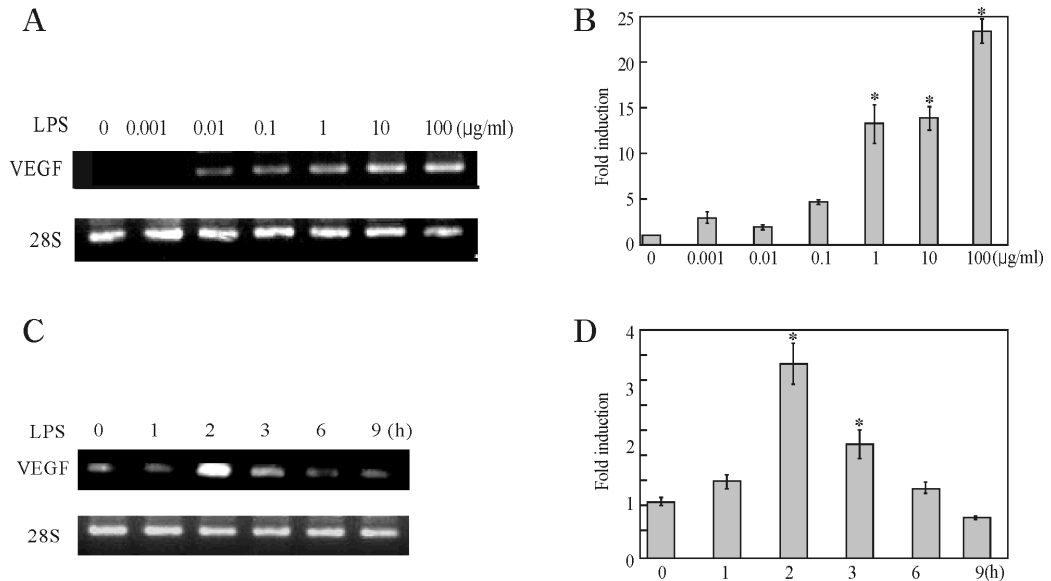 A
LPS 0 0.001 0.01 0.1 1 10 100 (µg/ml)
VEGF
28S
B
Fold induction
25
20
15
10
5
0
* * *
0 0.001 0.01 0.1 1 10 100 (µg/ml)
C
LPS 0 1 2 3 6 9 (h)
VEGF
28S
D
Fold induction
4
3
2
1
0
* *
0 1 2 3 6 9(h)